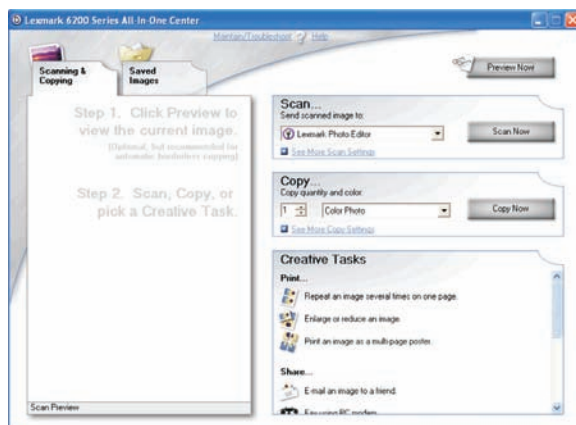 Lexmark 6200 Series All-In-One Center
Maintain/Troubleshoot
Help
Scanning &
Copying
Saved
Images
Preview Now
Step 1. Click Preview to
view the current image.
(Optional, but recommended for
automatic borderless copying)
Step 2. Scan, Copy, or
pick a Creative Task.
Scan Preview
Scan...
Send scanned image to:
Lexmark Photo Editor
Scan Now
See More Scan Settings
Copy...
Copy quantity and color.
1
Color Photo
Copy Now
See More Copy Settings
Creative Tasks
Print...
Repeat an image several times on one page.
Enlarge or reduce an image.
Print an image as a multi-page poster.
Share...
E-mail an image to a friend.
Fax using PC modem.